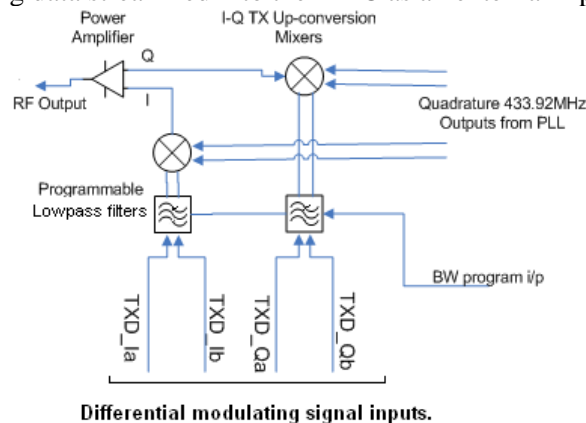 Power
Amplifier
I-Q TX Up-conversion
Mixers
Q
I
RF Output
Quadrature 433.92MHz
Outputs from PLL
Programmable
Lowpass filters
BW program i/p
TXD_Ia
TXD_Ib
TXD_Qa
TXD_Qb
Differential modulating signal inputs.